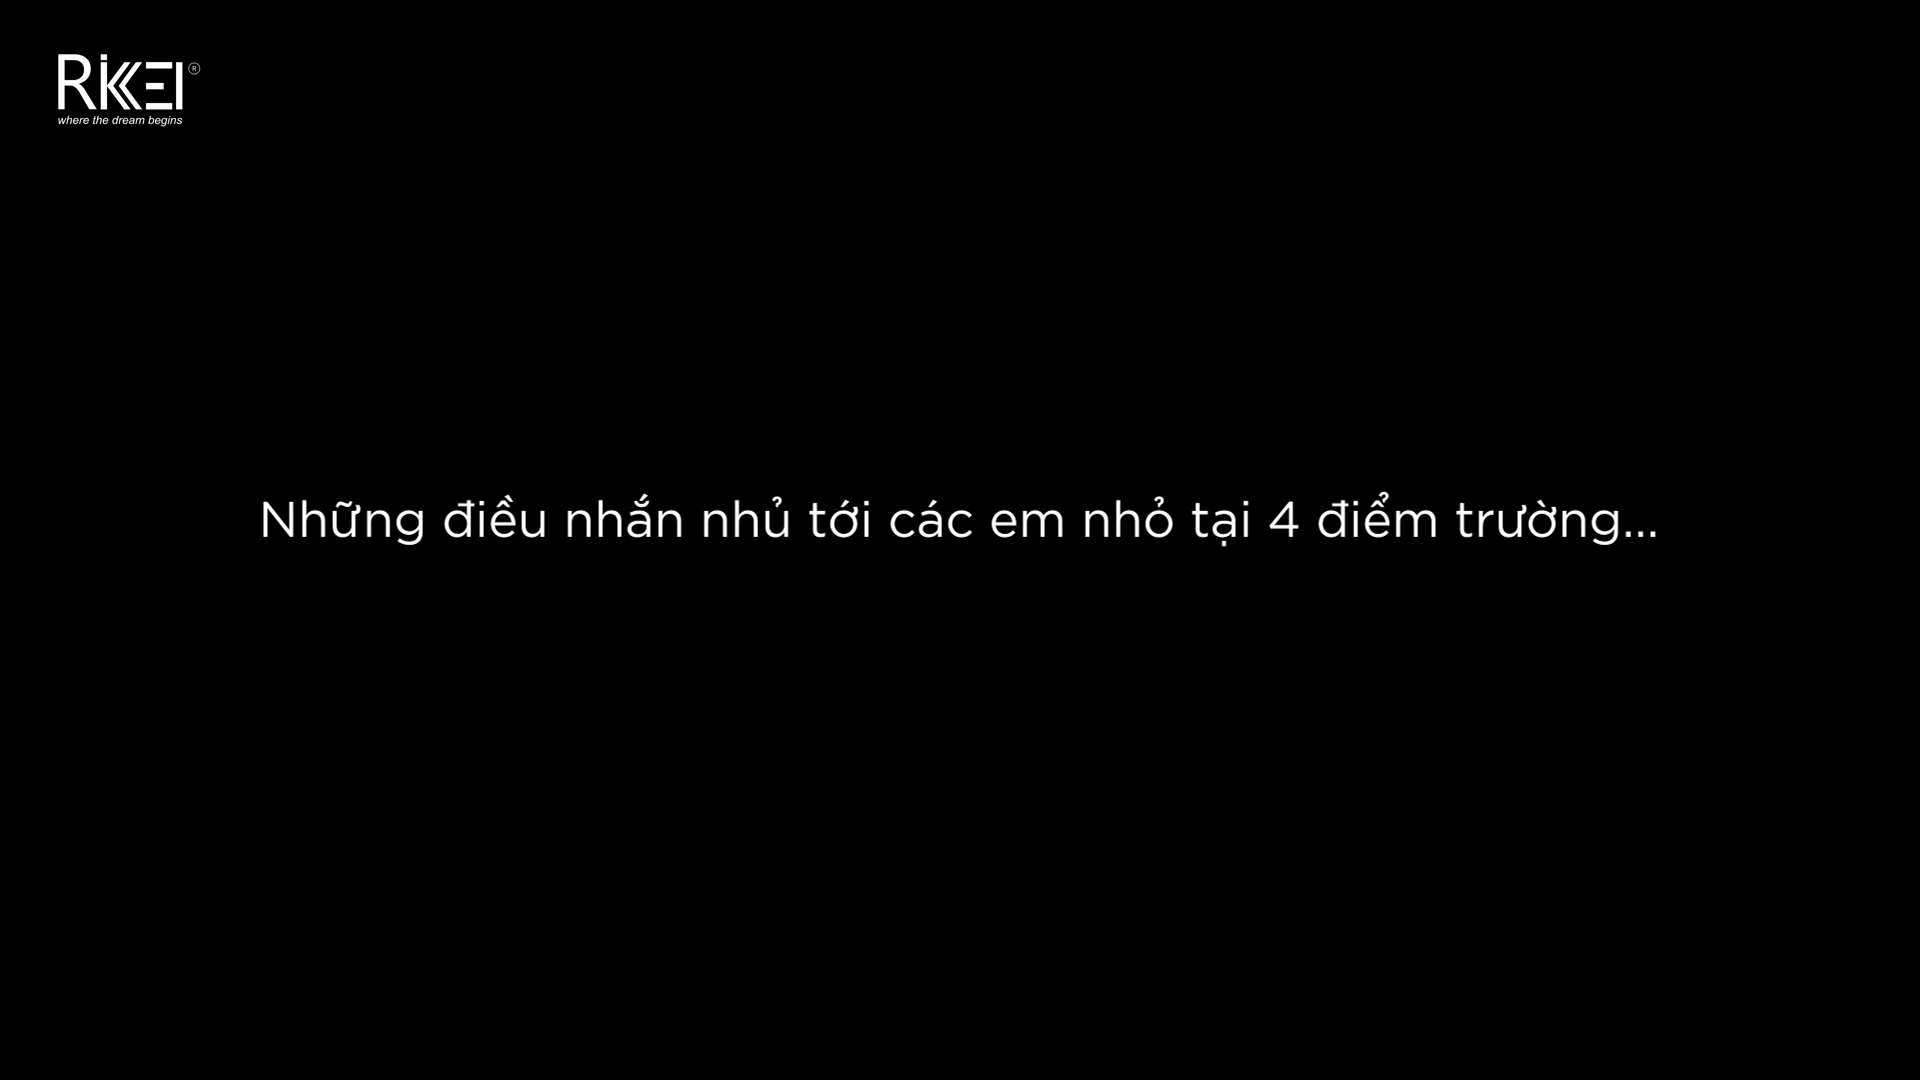 RiKKEI ®
where the dream begins
Những điều nhắn nhủ tới các em nhỏ tại 4 điểm trường...